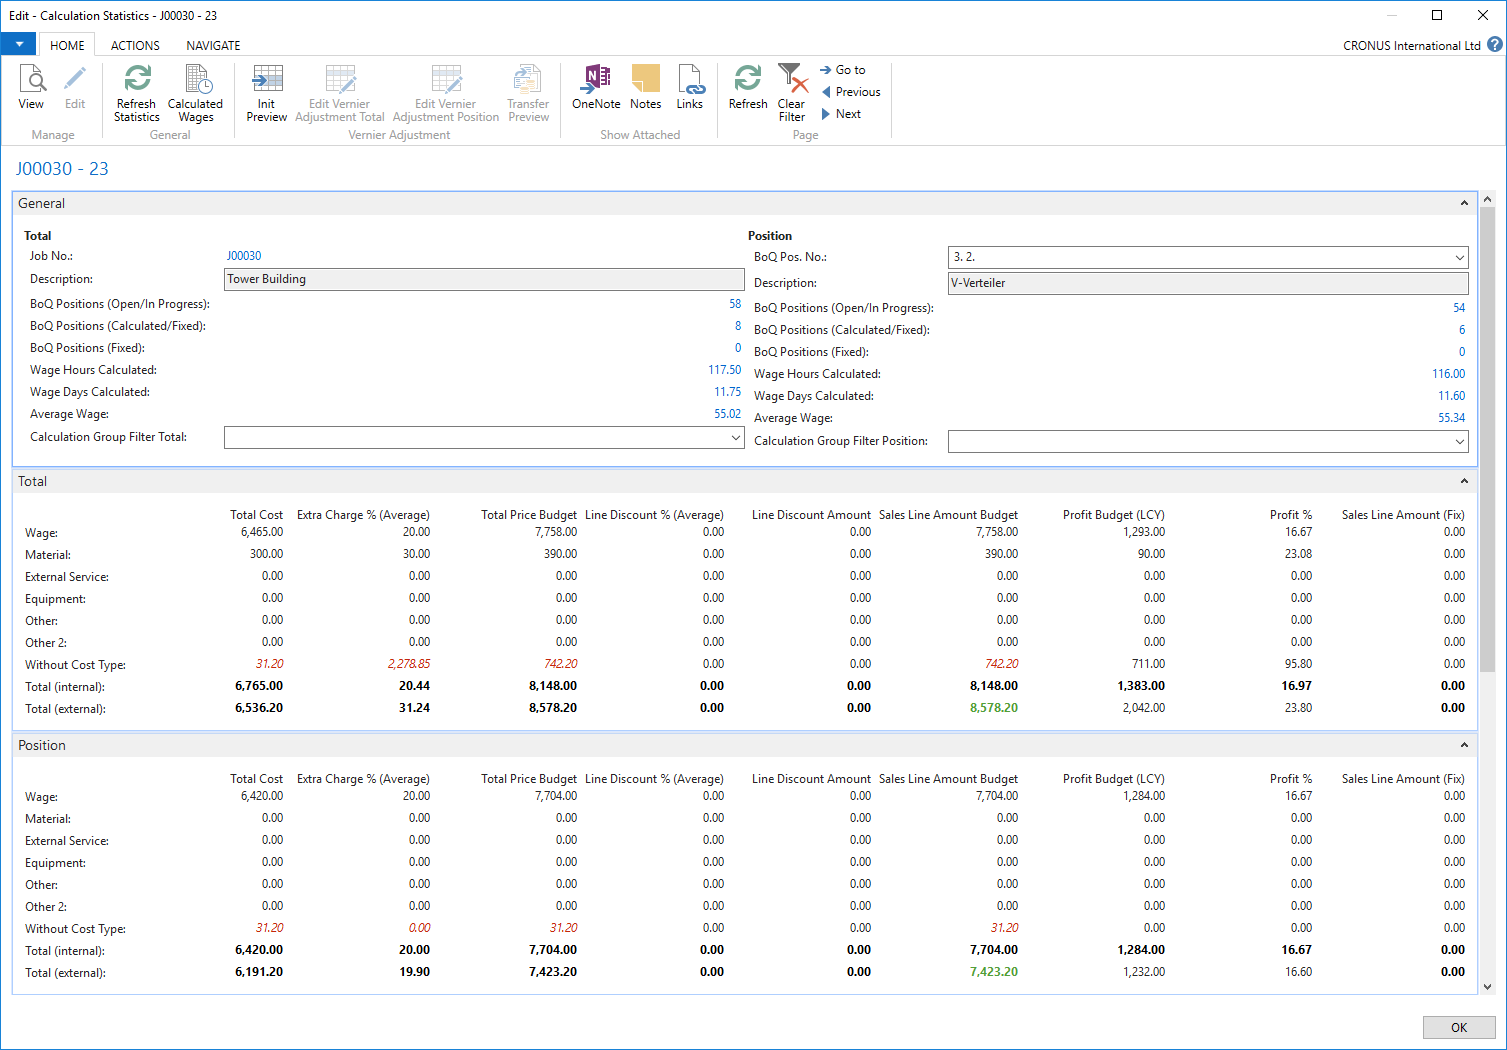 Edit - Calculation Statistics - J00030 - 23
HOME ACTIONS NAVIGATE CRONUS International Ltd ?
View Edit Refresh Statistics Calculated Wages Init Preview Edit Vernier Adjustment Total Edit Vernier Adjustment Position Transfer Preview OneNote Notes Links Refresh Clear Filter Go to Previous Next
Manage General Vernier Adjustment Show Attached Page
J00030 - 23
General
Total Position
Job No.: J00030 BoQ Pos. No.: 3. 2.
Description: Tower Building Description: V-Verteiler
BoQ Positions (Open/In Progress): 58 BoQ Positions (Open/In Progress): 54
BoQ Positions (Calculated/Fixed): 8 BoQ Positions (Calculated/Fixed): 6
BoQ Positions (Fixed): 0 BoQ Positions (Fixed): 0
Wage Hours Calculated: 117.50 Wage Hours Calculated: 116.00
Wage Days Calculated: 11.75 Wage Days Calculated: 11.60
Average Wage: 55.02 Average Wage: 55.34
Calculation Group Filter Total: Calculation Group Filter Position:
Total
Total Cost Extra Charge % (Average) Total Price Budget Line Discount % (Average) Line Discount Amount Sales Line Amount Budget Profit Budget (LCY) Profit % Sales Line Amount (Fix)
Wage: 6,465.00 20.00 7,758.00 0.00 0.00 7,758.00 1,293.00 16.67 0.00
Material: 300.00 30.00 390.00 0.00 0.00 390.00 90.00 23.08 0.00
External Service: 0.00 0.00 0.00 0.00 0.00 0.00 0.00 0.00 0.00
Equipment: 0.00 0.00 0.00 0.00 0.00 0.00 0.00 0.00 0.00
Other: 0.00 0.00 0.00 0.00 0.00 0.00 0.00 0.00 0.00
Other 2: 0.00 0.00 0.00 0.00 0.00 0.00 0.00 0.00 0.00
Without Cost Type: 31.20 2,278.85 742.20 0.00 0.00 742.20 711.00 95.80 0.00
Total (internal): 6,765.00 20.44 8,148.00 0.00 0.00 8,148.00 1,383.00 16.97 0.00
Total (external): 6,536.20 31.24 8,578.20 0.00 0.00 8,578.20 2,042.00 23.80 0.00
Position
Total Cost Extra Charge % (Average) Total Price Budget Line Discount % (Average) Line Discount Amount Sales Line Amount Budget Profit Budget (LCY) Profit % Sales Line Amount (Fix)
Wage: 6,420.00 20.00 7,704.00 0.00 0.00 7,704.00 1,284.00 16.67 0.00
Material: 0.00 0.00 0.00 0.00 0.00 0.00 0.00 0.00 0.00
External Service: 0.00 0.00 0.00 0.00 0.00 0.00 0.00 0.00 0.00
Equipment: 0.00 0.00 0.00 0.00 0.00 0.00 0.00 0.00 0.00
Other: 0.00 0.00 0.00 0.00 0.00 0.00 0.00 0.00 0.00
Other 2: 0.00 0.00 0.00 0.00 0.00 0.00 0.00 0.00 0.00
Without Cost Type: 31.20 0.00 31.20 0.00 0.00 31.20 0.00 0.00 0.00
Total (internal): 6,420.00 20.00 7,704.00 0.00 0.00 7,704.00 1,284.00 16.67 0.00
Total (external): 6,191.20 19.90 7,423.20 0.00 0.00 7,423.20 1,232.00 16.60 0.00
OK